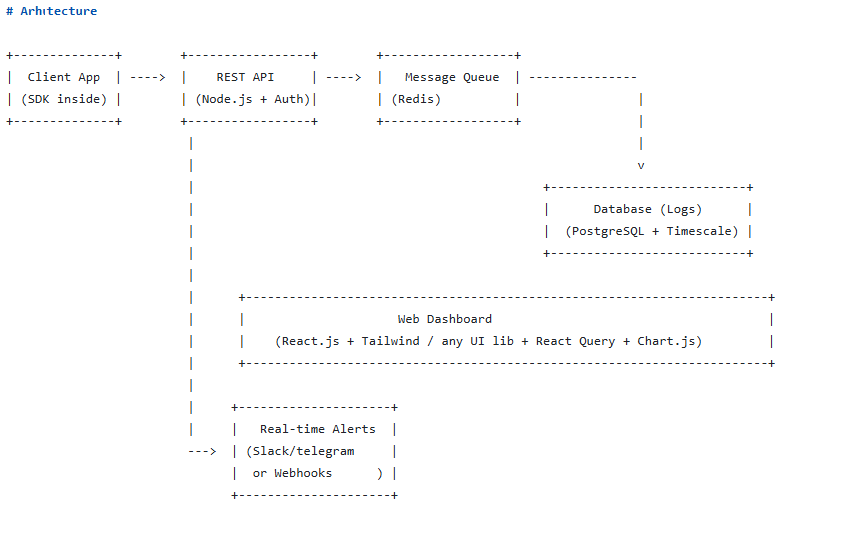 # Arhitecture
+--------------+        +-----------------+        +------------------+
|  Client App  | ---->  |    REST API     | ---->  |   Message Queue  | ---------------
| (SDK inside) |        | (Node.js + Auth)|        | (Redis)          |                |
+--------------+        +-----------------+        +------------------+                |
                         |                                                             |
                         |                                                             v
                         |                                                +---------------------------+
                         |                                                |      Database (Logs)      |
                         |                                                |  (PostgreSQL + Timescale) |
                         |                                                +---------------------------+
                         |
                         |      +------------------------------------------------------------------------+
                         |      |                     Web Dashboard                                      |
                         |      |    (React.js + Tailwind / any UI lib + React Query + Chart.js)         |
                         |      +------------------------------------------------------------------------+
                         |
                         |     +---------------------+
                         |     |   Real-time Alerts  |
                         --->  | (Slack/telegram     |
                               |  or Webhooks      ) |
                               +---------------------+